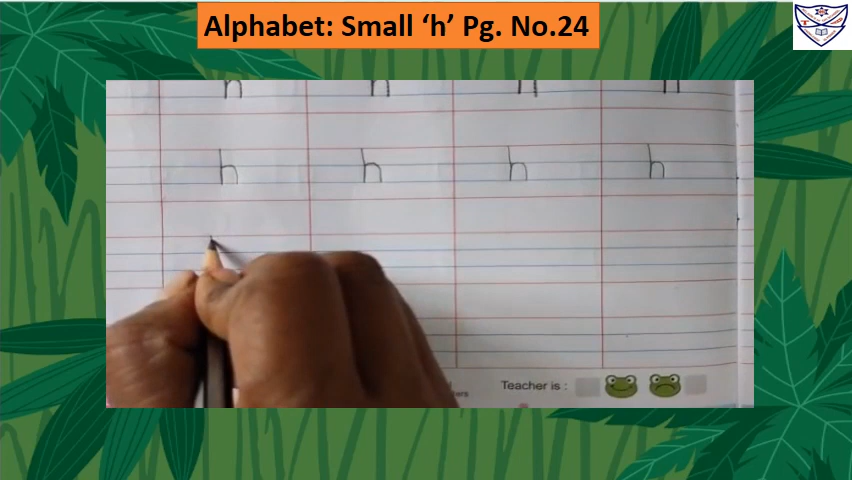 Alphabet: Small ‘h’ Pg. No.24
h h h h
h h h h
Teacher is :